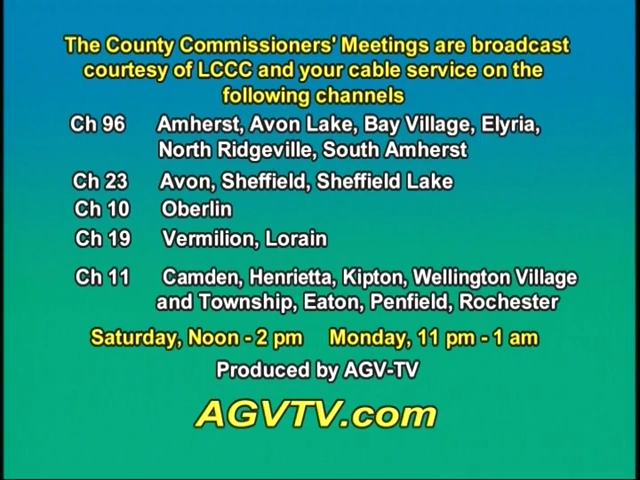 The County Commissioners' Meetings are broadcast
courtesy of LCCC and your cable service on the
following channels
Ch 96 Amherst, Avon Lake, Bay Village, Elyria,
North Ridgeville, South Amherst
Ch 23 Avon, Sheffield, Sheffield Lake
Ch 10 Oberlin
Ch 19 Vermilion, Lorain
Ch 11 Camden, Henrietta, Kipton, Wellington Village
and Township, Eaton, Penfield, Rochester
Saturday, Noon - 2 pm Monday, 11 pm - 1 am
Produced by AGV-TV
AGVTV.com